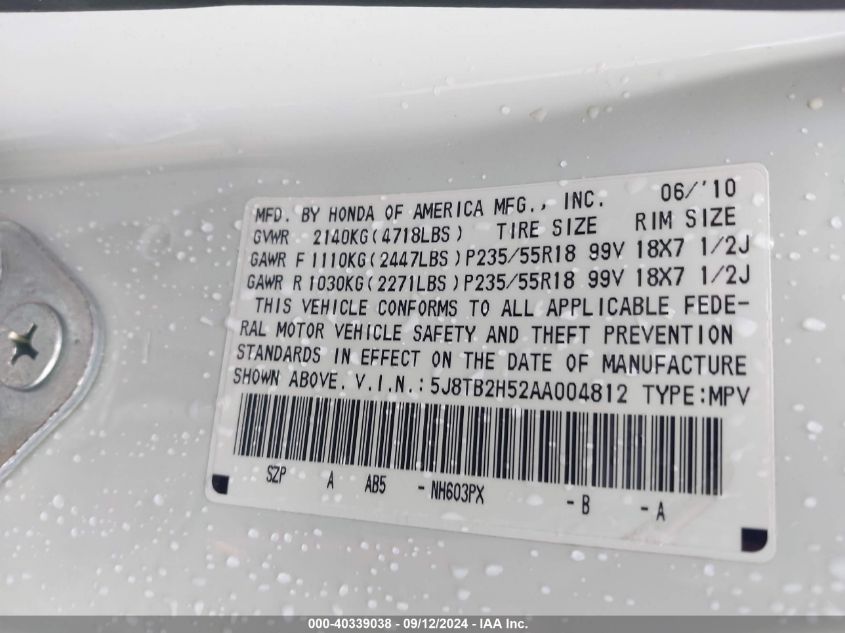 MFD. BY HONDA OF AMERICA MFG., INC. 06/'10
GVWR 2140KG(4718LBS) TIRE SIZE RIM SIZE
GAWR F 1110KG(2447LBS) P235/55R18 99V 18X7 1/2J
GAWR R 1030KG(2271LBS) P235/55R18 99V 18X7 1/2J
THIS VEHICLE CONFORMS TO ALL APPLICABLE FEDE-
RAL MOTOR VEHICLE SAFETY AND THEFT PREVENTION
STANDARDS IN EFFECT ON THE DATE OF MANUFACTURE
SHOWN ABOVE. V.I.N.: 5J8TB2H52AA004812 TYPE:MPV
SZP A AB5 - NH603PX - B - A
000-40339038 - 09/12/2024 - IAA Inc.